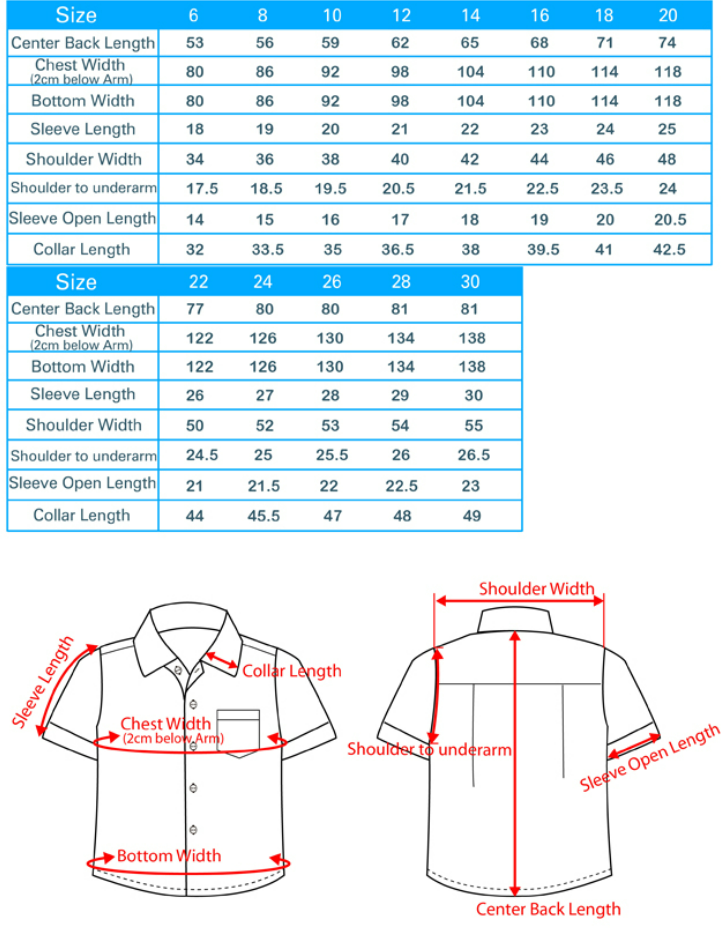 Size 6 8 10 12 14 16 18 20
Center Back Length 53 56 59 62 65 68 71 74
Chest Width
(2cm below Arm) 80 86 92 98 104 110 114 118
Bottom Width 80 86 92 98 104 110 114 118
Sleeve Length 18 19 20 21 22 23 24 25
Shoulder Width 34 36 38 40 42 44 46 48
Shoulder to underarm 17.5 18.5 19.5 20.5 21.5 22.5 23.5 24
Sleeve Open Length 14 15 16 17 18 19 20 20.5
Collar Length 32 33.5 35 36.5 38 39.5 41 42.5
Size 22 24 26 28 30
Center Back Length 77 80 80 81 81
Chest Width
(2cm below Arm) 122 126 130 134 138
Bottom Width 122 126 130 134 138
Sleeve Length 26 27 28 29 30
Shoulder Width 50 52 53 54 55
Shoulder to underarm 24.5 25 25.5 26 26.5
Sleeve Open Length 21 21.5 22 22.5 23
Collar Length 44 45.5 47 48 49
Sleeve Length
Collar Length
Chest Width
(2cm below Arm)
Bottom Width
Shoulder Width
Shoulder to underarm
Sleeve Open Length
Center Back Length